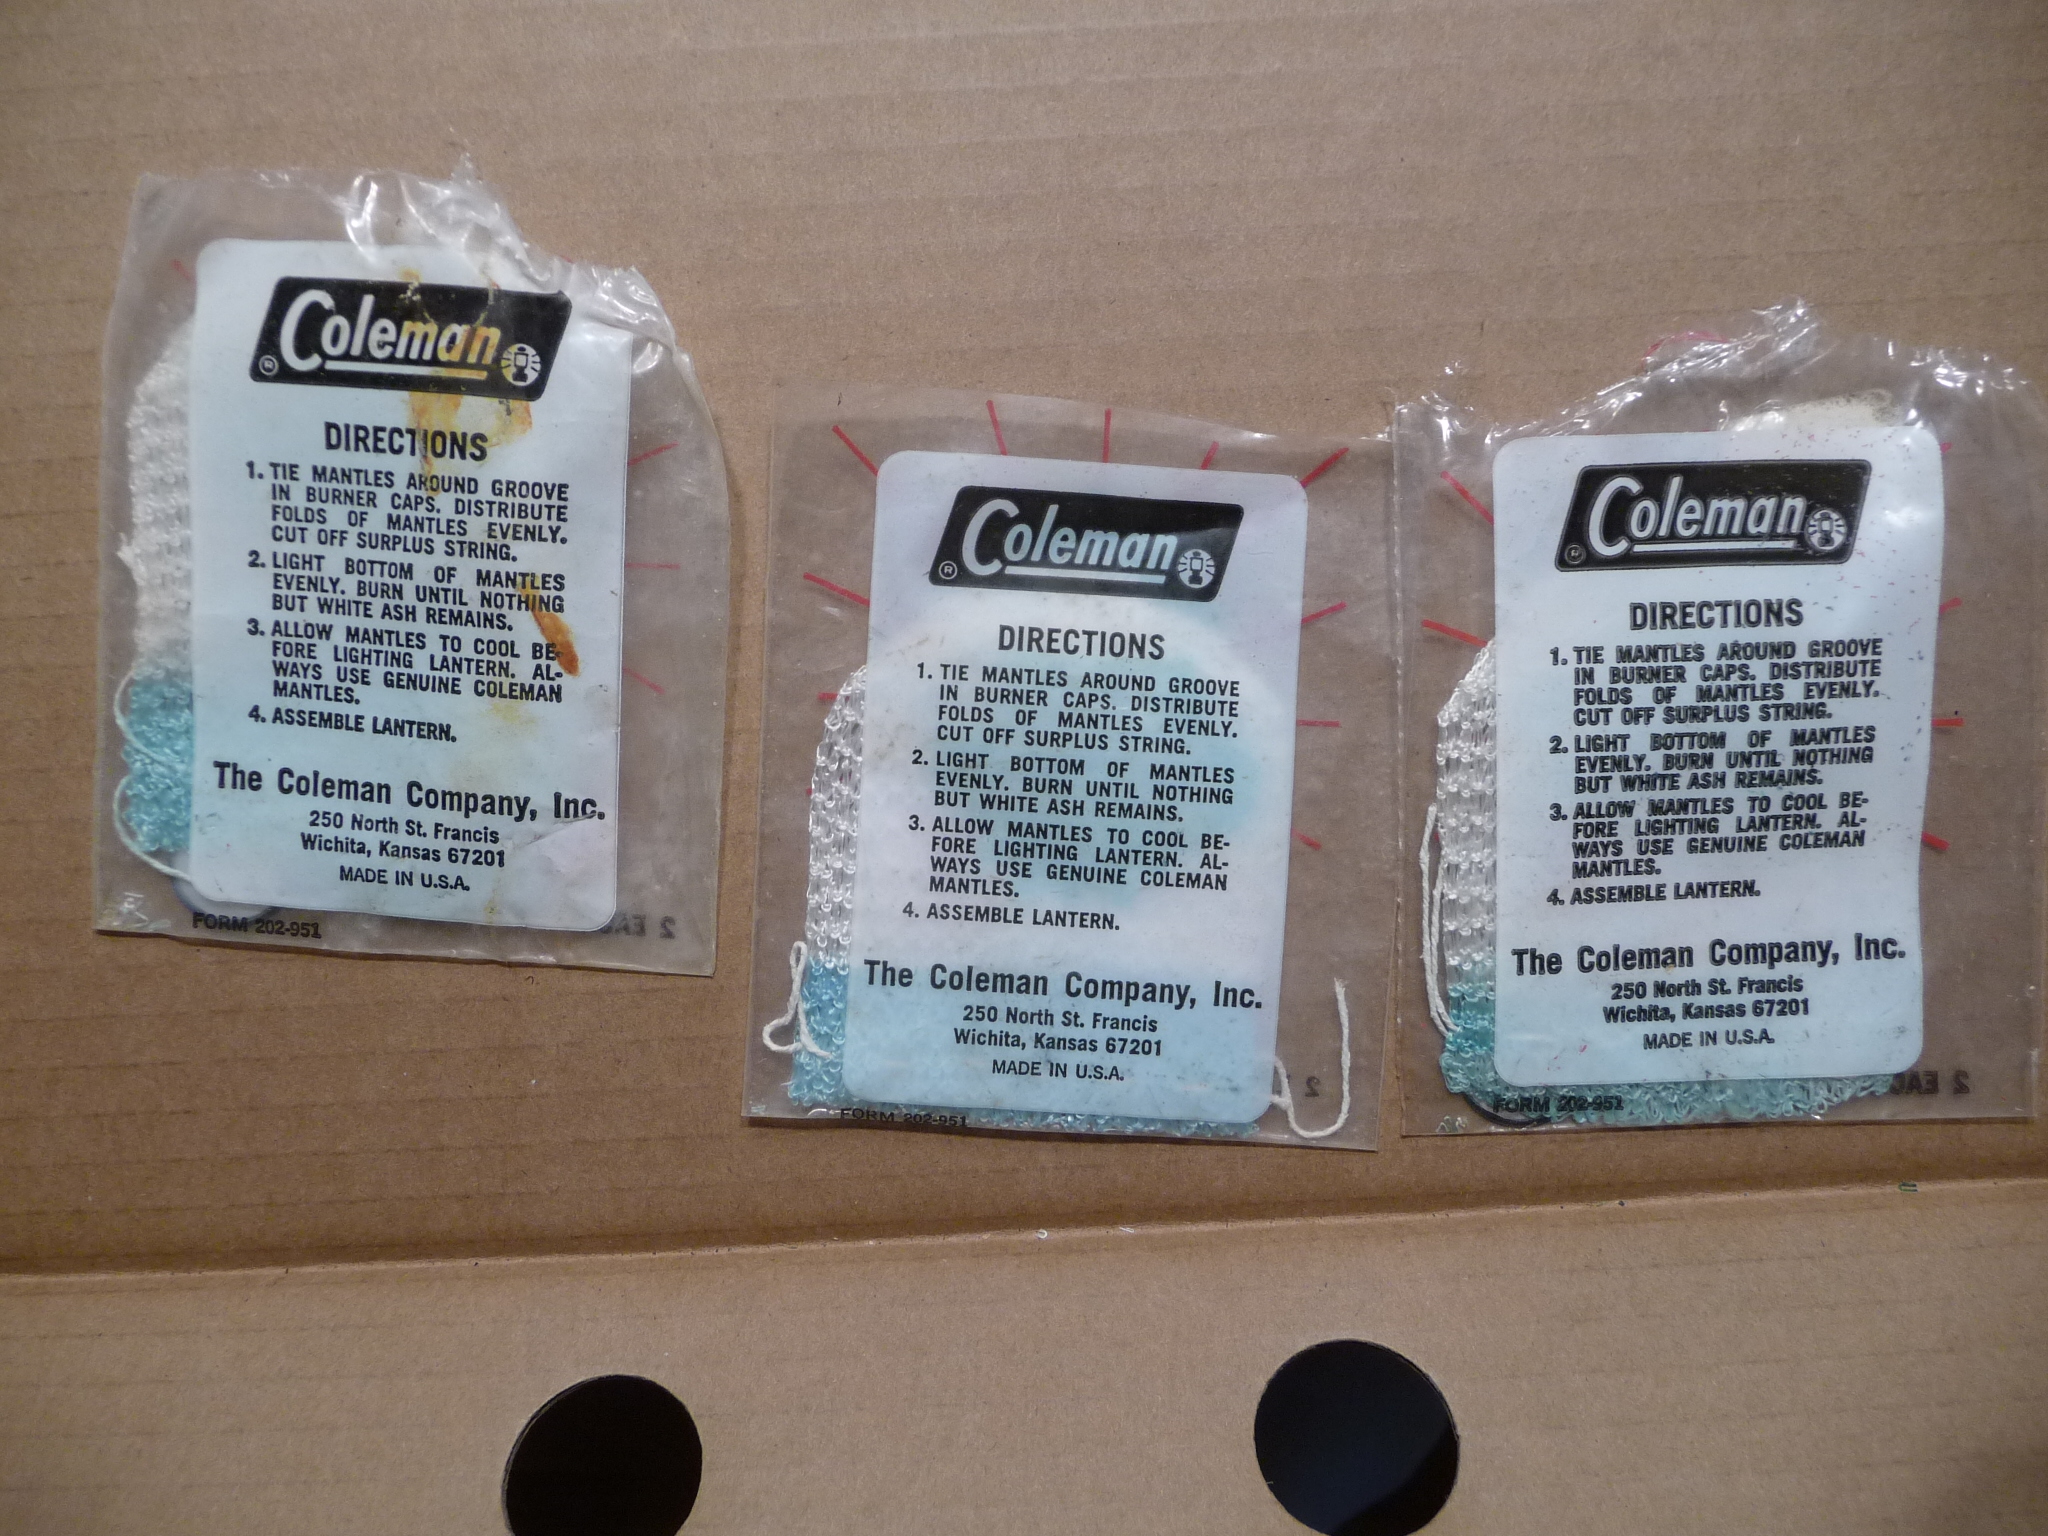 Coleman
®
DIRECTIONS
1. TIE MANTLES AROUND GROOVE
IN BURNER CAPS. DISTRIBUTE
FOLDS OF MANTLES EVENLY.
CUT OFF SURPLUS STRING.
2. LIGHT BOTTOM OF MANTLES
EVENLY. BURN UNTIL NOTHING
BUT WHITE ASH REMAINS.
3. ALLOW MANTLES TO COOL BE-
FORE LIGHTING LANTERN. AL-
WAYS USE GENUINE COLEMAN
MANTLES.
4. ASSEMBLE LANTERN.
The Coleman Company, Inc.
250 North St. Francis
Wichita, Kansas 67201
MADE IN U.S.A.
FORM 202-951
Coleman
®
DIRECTIONS
1. TIE MANTLES AROUND GROOVE
IN BURNER CAPS. DISTRIBUTE
FOLDS OF MANTLES EVENLY.
CUT OFF SURPLUS STRING.
2. LIGHT BOTTOM OF MANTLES
EVENLY. BURN UNTIL NOTHING
BUT WHITE ASH REMAINS.
3. ALLOW MANTLES TO COOL BE-
FORE LIGHTING LANTERN. AL-
WAYS USE GENUINE COLEMAN
MANTLES.
4. ASSEMBLE LANTERN.
The Coleman Company, Inc.
250 North St. Francis
Wichita, Kansas 67201
MADE IN U.S.A.
FORM 202-951
Coleman
®
DIRECTIONS
1. TIE MANTLES AROUND GROOVE
IN BURNER CAPS. DISTRIBUTE
FOLDS OF MANTLES EVENLY.
CUT OFF SURPLUS STRING.
2. LIGHT BOTTOM OF MANTLES
EVENLY. BURN UNTIL NOTHING
BUT WHITE ASH REMAINS.
3. ALLOW MANTLES TO COOL BE-
FORE LIGHTING LANTERN. AL-
WAYS USE GENUINE COLEMAN
MANTLES.
4. ASSEMBLE LANTERN.
The Coleman Company, Inc.
250 North St. Francis
Wichita, Kansas 67201
MADE IN U.S.A.
FORM 202-951